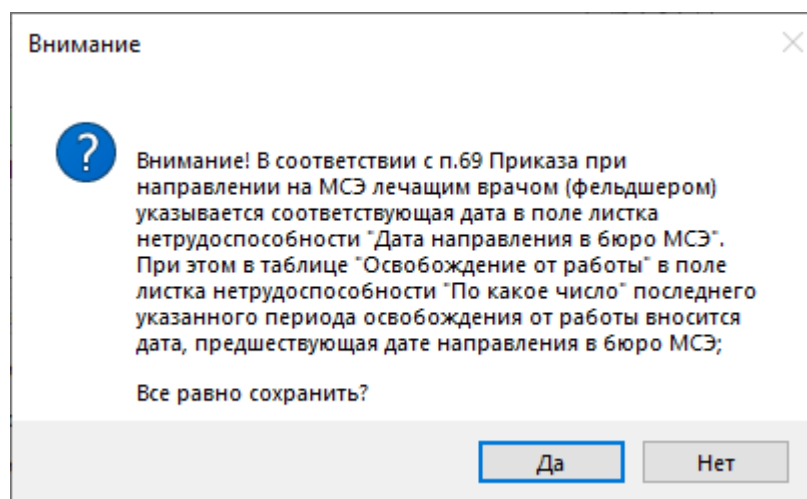 Внимание
Внимание! В соответствии с п.69 Приказа при
направлении на МСЭ лечащим врачом (фельдшером)
указывается соответствующая дата в поле листка
нетрудоспособности "Дата направления в бюро МСЭ".
При этом в таблице "Освобождение от работы" в поле
листка нетрудоспособности "По какое число" последнего
указанного периода освобождения от работы вносится
дата, предшествующая дате направления в бюро МСЭ;
Все равно сохранить?
Да Нет